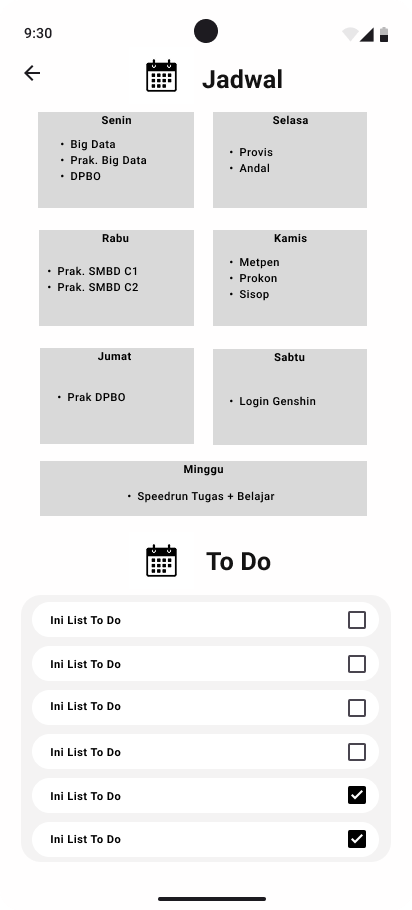 9:30
Jadwal
Senin
• Big Data
• Prak. Big Data
• DPBO
Selasa
• Provis
• Andal
Rabu
• Prak. SMBD C1
• Prak. SMBD C2
Kamis
• Metpen
• Prokon
• Sisop
Jumat
• Prak DPBO
Sabtu
• Login Genshin
Minggu
• Speedrun Tugas + Belajar
To Do
Ini List To Do
Ini List To Do
Ini List To Do
Ini List To Do
Ini List To Do
Ini List To Do